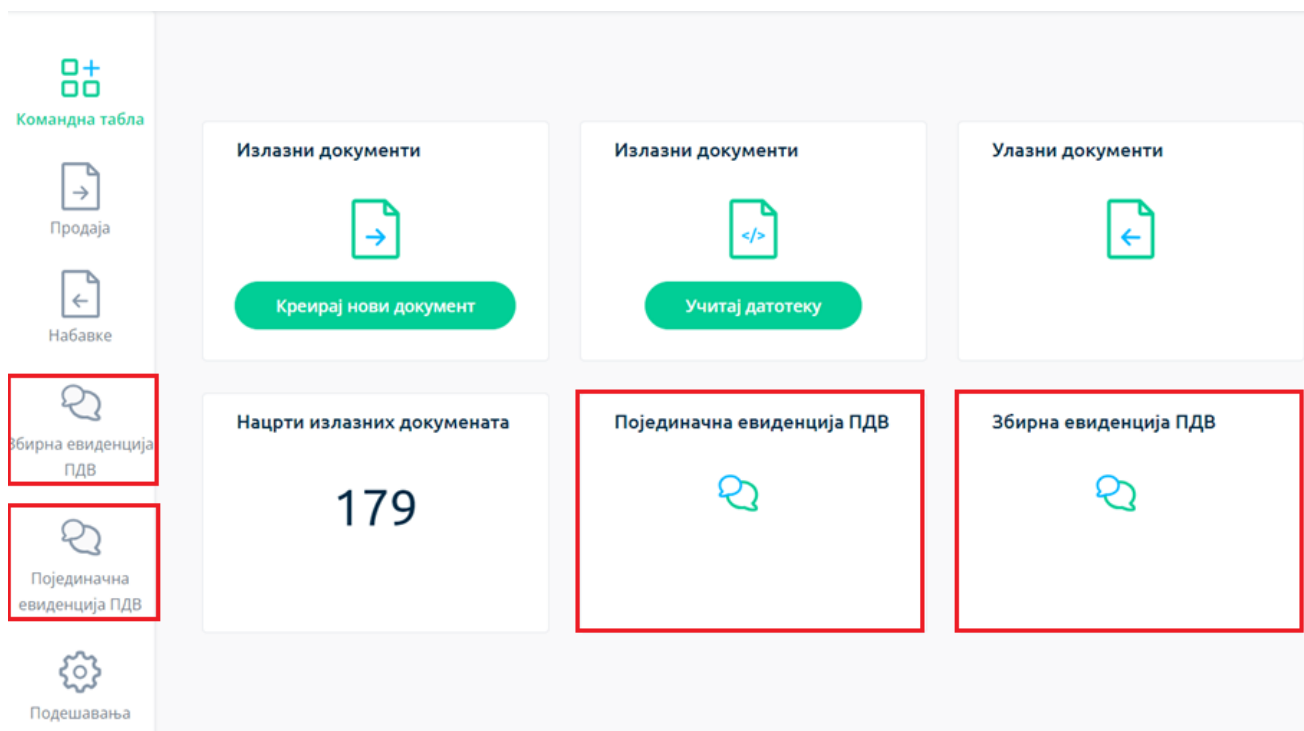 Командна табла
Продаја
Набавке
Збирна евиденција
ПДВ
Појединачна
евиденција ПДВ
Подешавања
Излазни документи
Креирај нови документ
Излазни документи
</>
Учитај датотеку
Улазни документи
Нацрти излазних докумената
179
Појединачна евиденција ПДВ
Збирна евиденција ПДВ